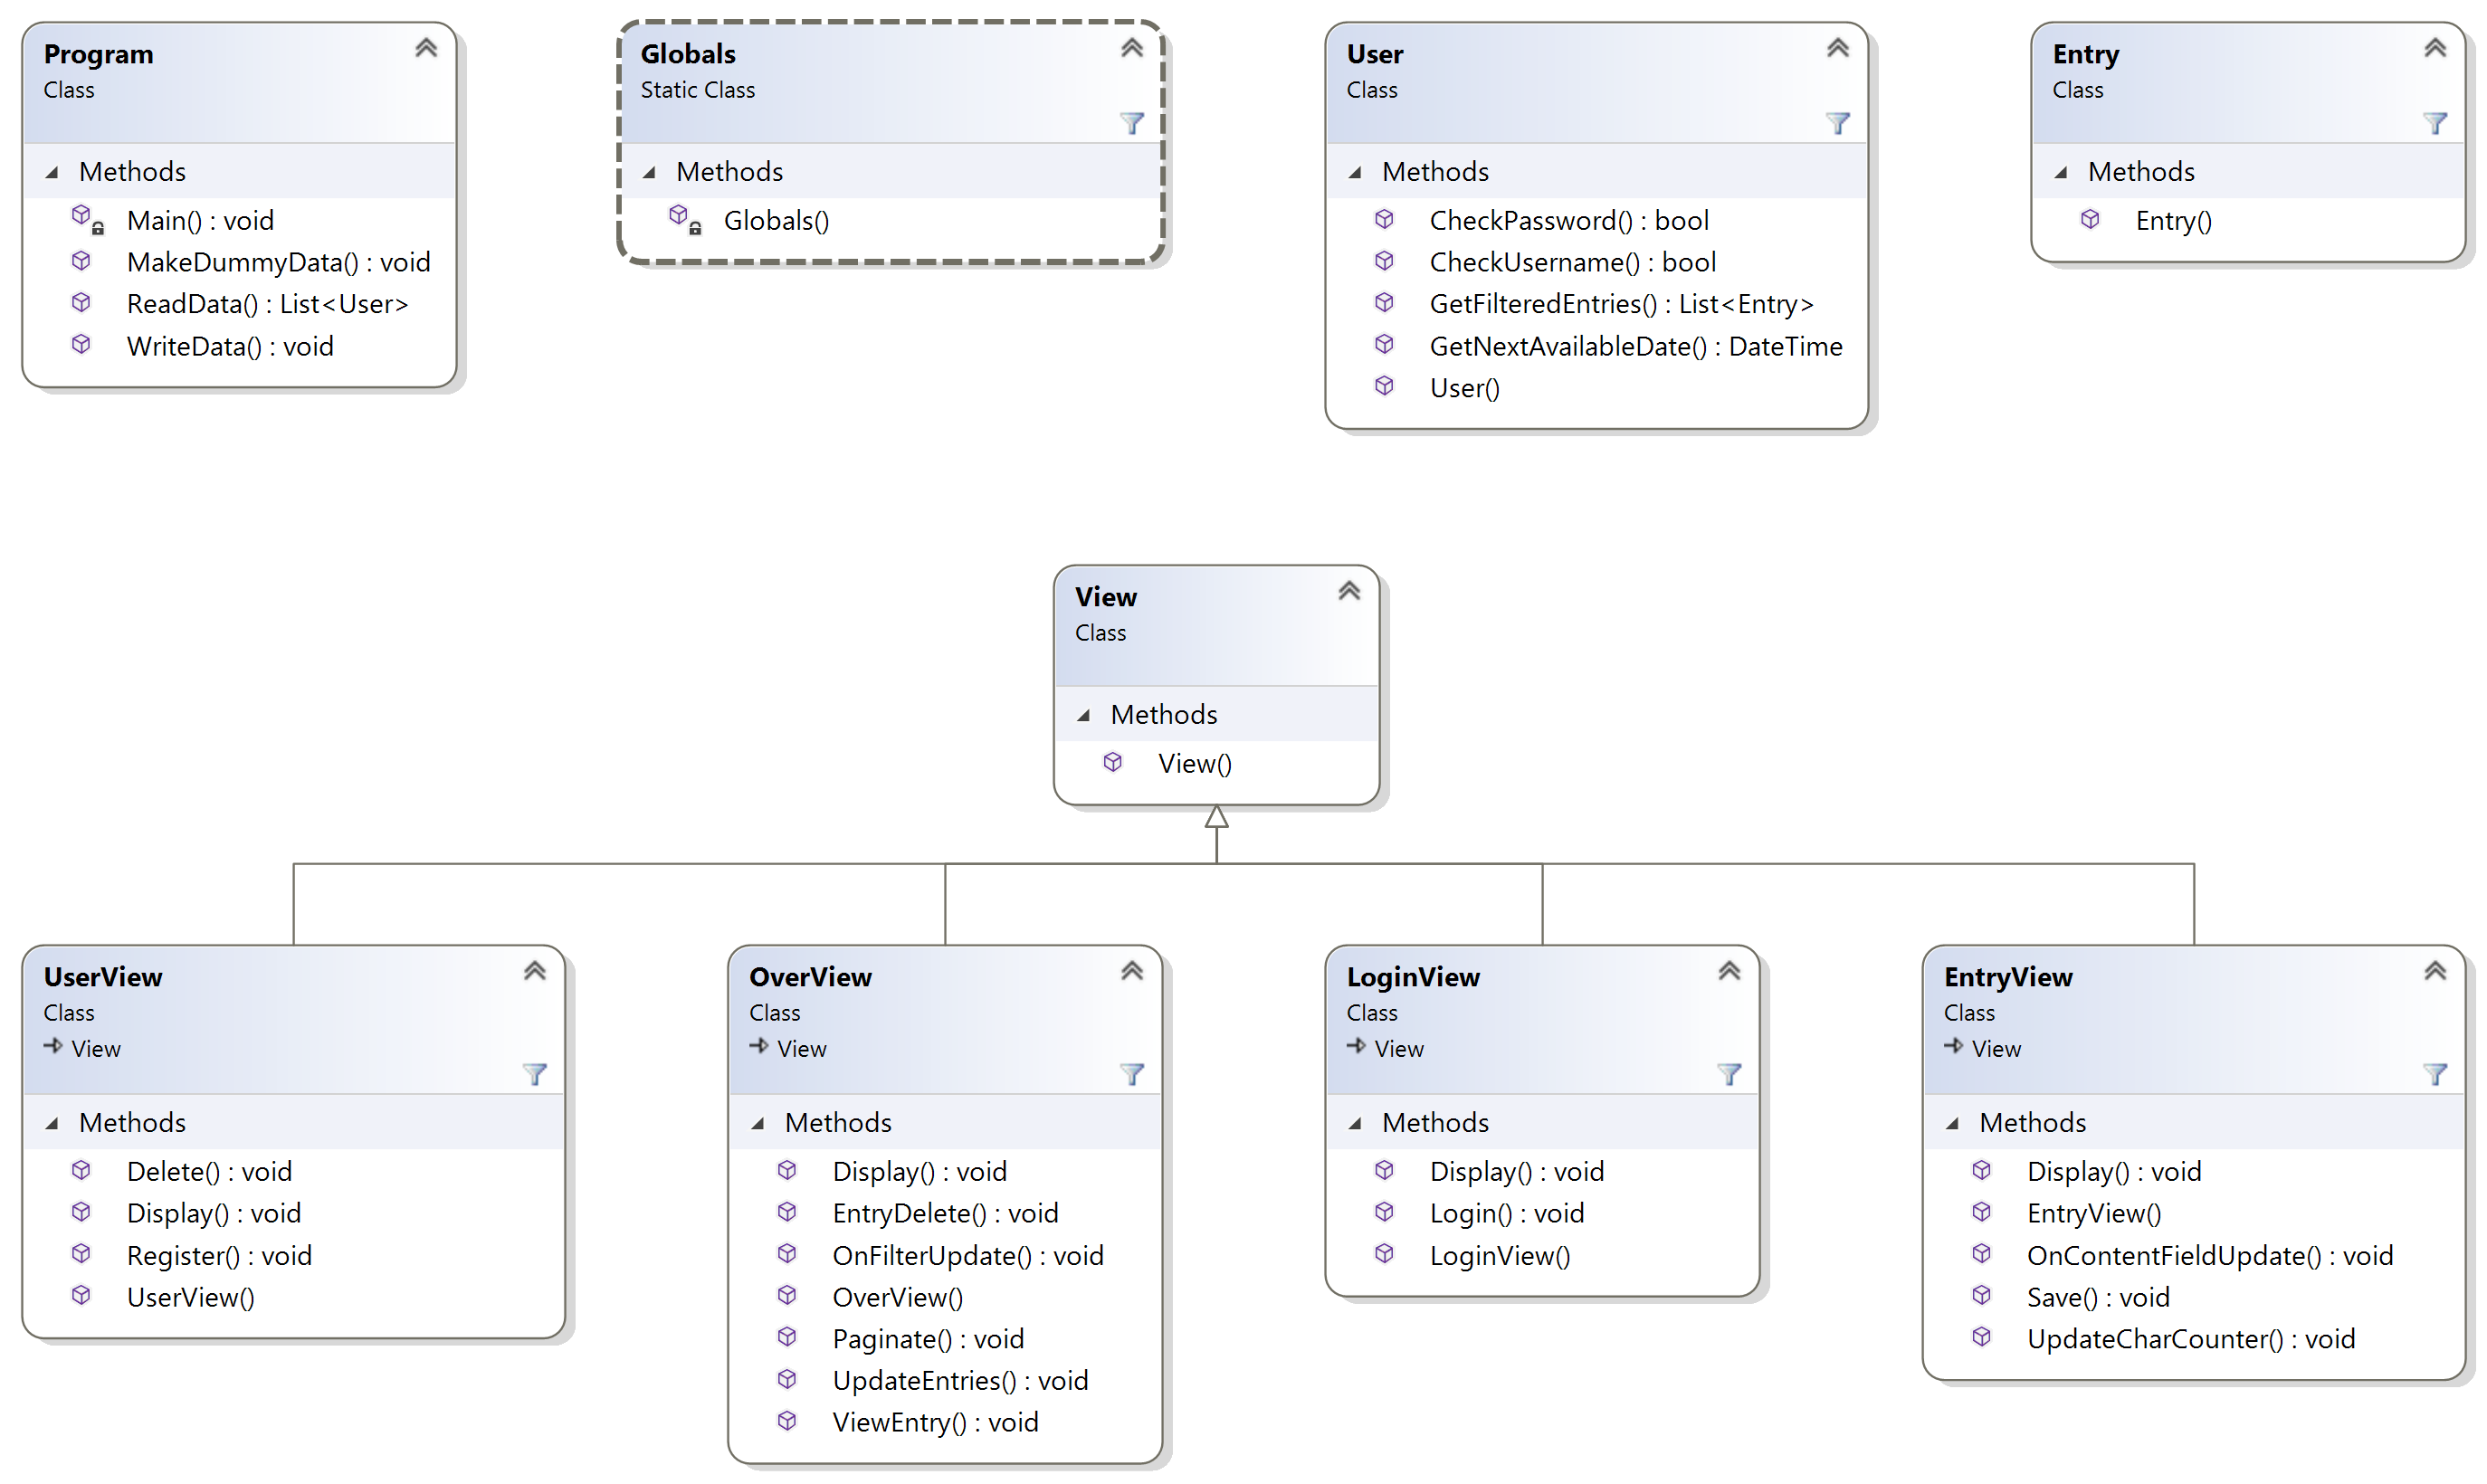 Program
Class
Methods
Main() : void
MakeDummyData() : void
ReadData() : List<User>
WriteData() : void
Globals
Static Class
Methods
Globals()
User
Class
Methods
CheckPassword() : bool
CheckUsername() : bool
GetFilteredEntries() : List<Entry>
GetNextAvailableDate() : DateTime
User()
Entry
Class
Methods
Entry()
View
Class
Methods
View()
UserView
Class
View
Methods
Delete() : void
Display() : void
Register() : void
UserView()
OverView
Class
View
Methods
Display() : void
EntryDelete() : void
OnFilterUpdate() : void
OverView()
Paginate() : void
UpdateEntries() : void
ViewEntry() : void
LoginView
Class
View
Methods
Display() : void
Login() : void
LoginView()
EntryView
Class
View
Methods
Display() : void
EntryView()
OnContentFieldUpdate() : void
Save() : void
UpdateCharCounter() : void